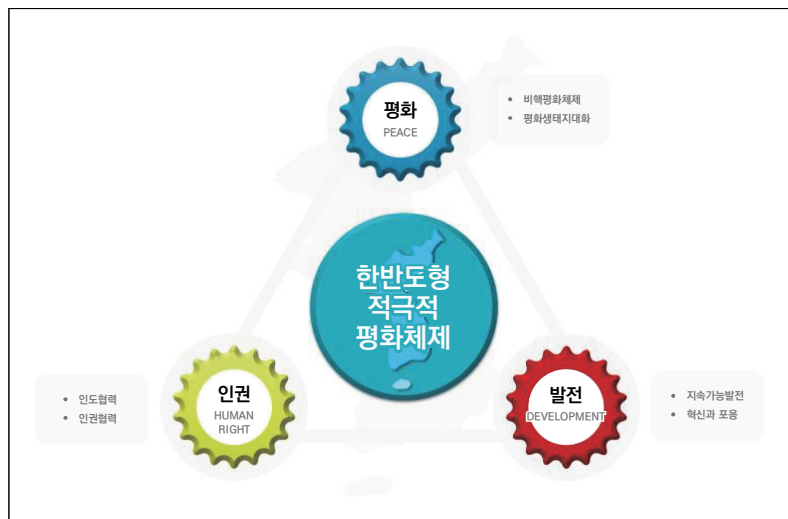 평화
PEACE
• 비핵평화체제
• 평화생태지대화
한반도형
적극적
평화체제
인권
HUMAN
RIGHT
• 인도협력
• 인권협력
발전
DEVELOPMENT
• 지속가능발전
• 혁신과 포용